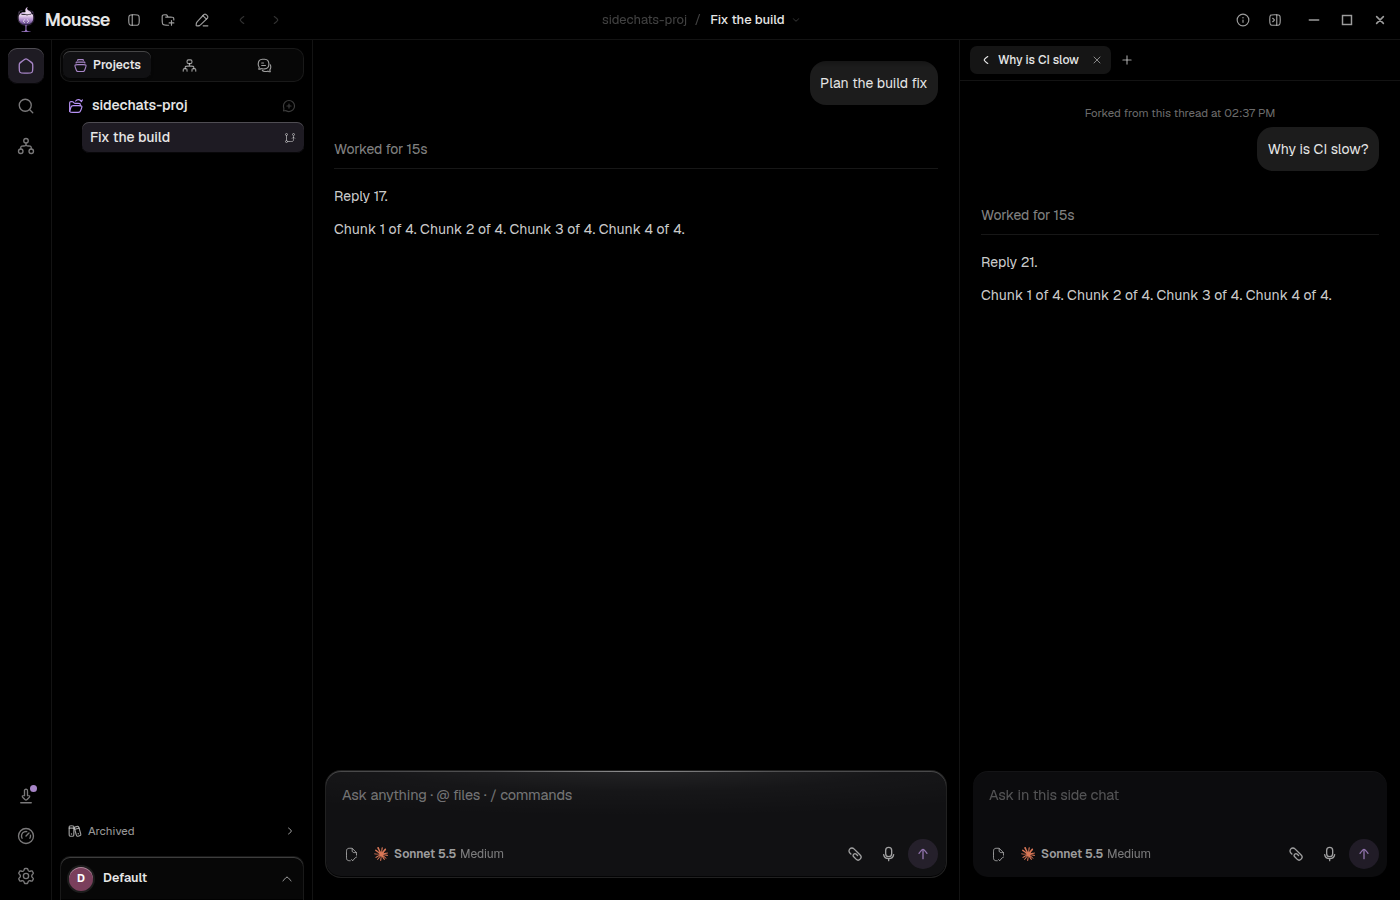 Mousse
sidechats-proj / Fix the build
Projects
sidechats-proj
Fix the build
Archived
D Default
Plan the build fix
Worked for 15s
Reply 17.
Chunk 1 of 4. Chunk 2 of 4. Chunk 3 of 4. Chunk 4 of 4.
Ask anything · @ files · / commands
Sonnet 5.5 Medium
Why is CI slow
Forked from this thread at 02:37 PM
Why is CI slow?
Worked for 15s
Reply 21.
Chunk 1 of 4. Chunk 2 of 4. Chunk 3 of 4. Chunk 4 of 4.
Ask in this side chat
Sonnet 5.5 Medium